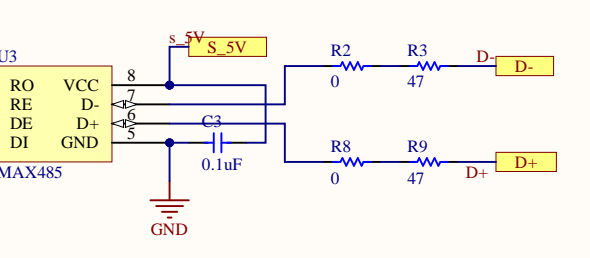 s_5V
S_5V
U3
RO VCC 8
RE D- 7
DE D+ 6
DI GND 5
MAX485
C3
0.1uF
GND
R2 R3
0 47
D- D-
R8 R9
0 47
D+ D+